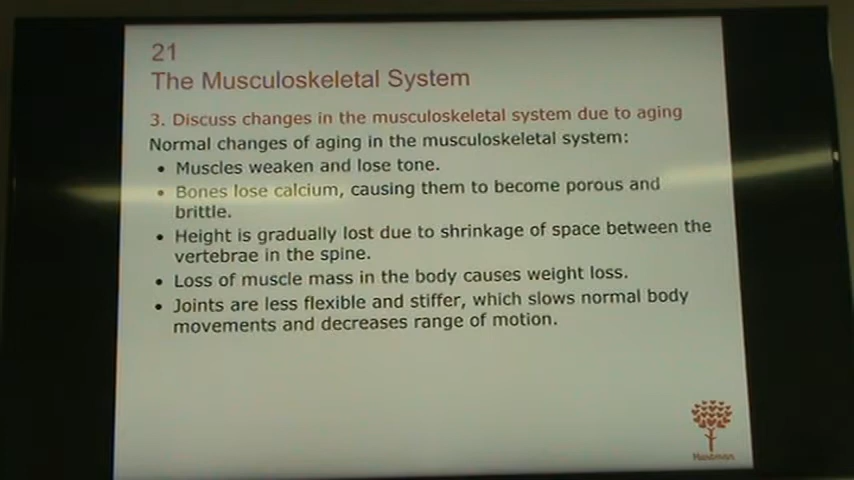 21
The Musculoskeletal System
3. Discuss changes in the musculoskeletal system due to aging
Normal changes of aging in the musculoskeletal system:
• Muscles weaken and lose tone.
• Bones lose calcium, causing them to become porous and
brittle.
• Height is gradually lost due to shrinkage of space between the
vertebrae in the spine.
• Loss of muscle mass in the body causes weight loss.
• Joints are less flexible and stiffer, which slows normal body
movements and decreases range of motion.
Hartman